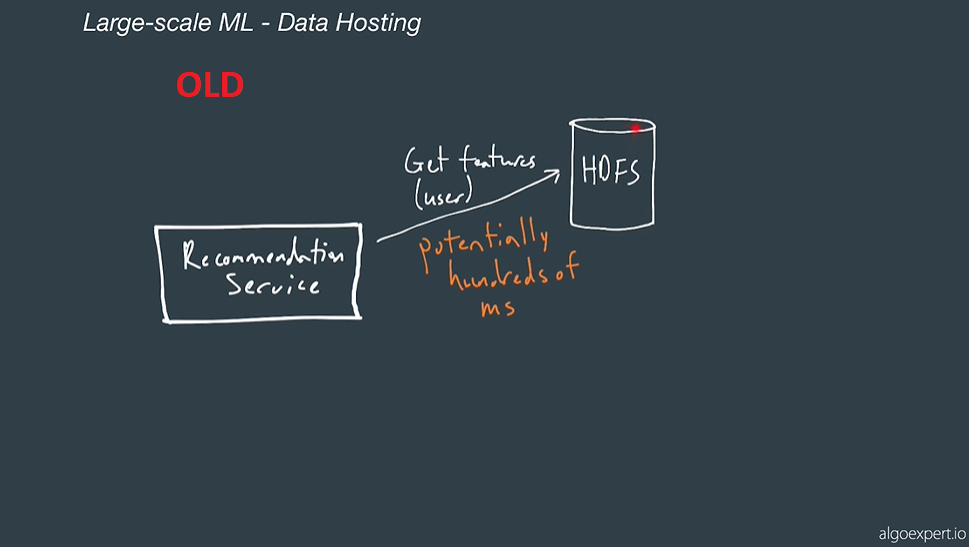 Large-scale ML - Data Hosting
OLD
Get features
(user)
HDFS
Recommendation
Service
potentially
hundreds of
ms
algoexpert.io